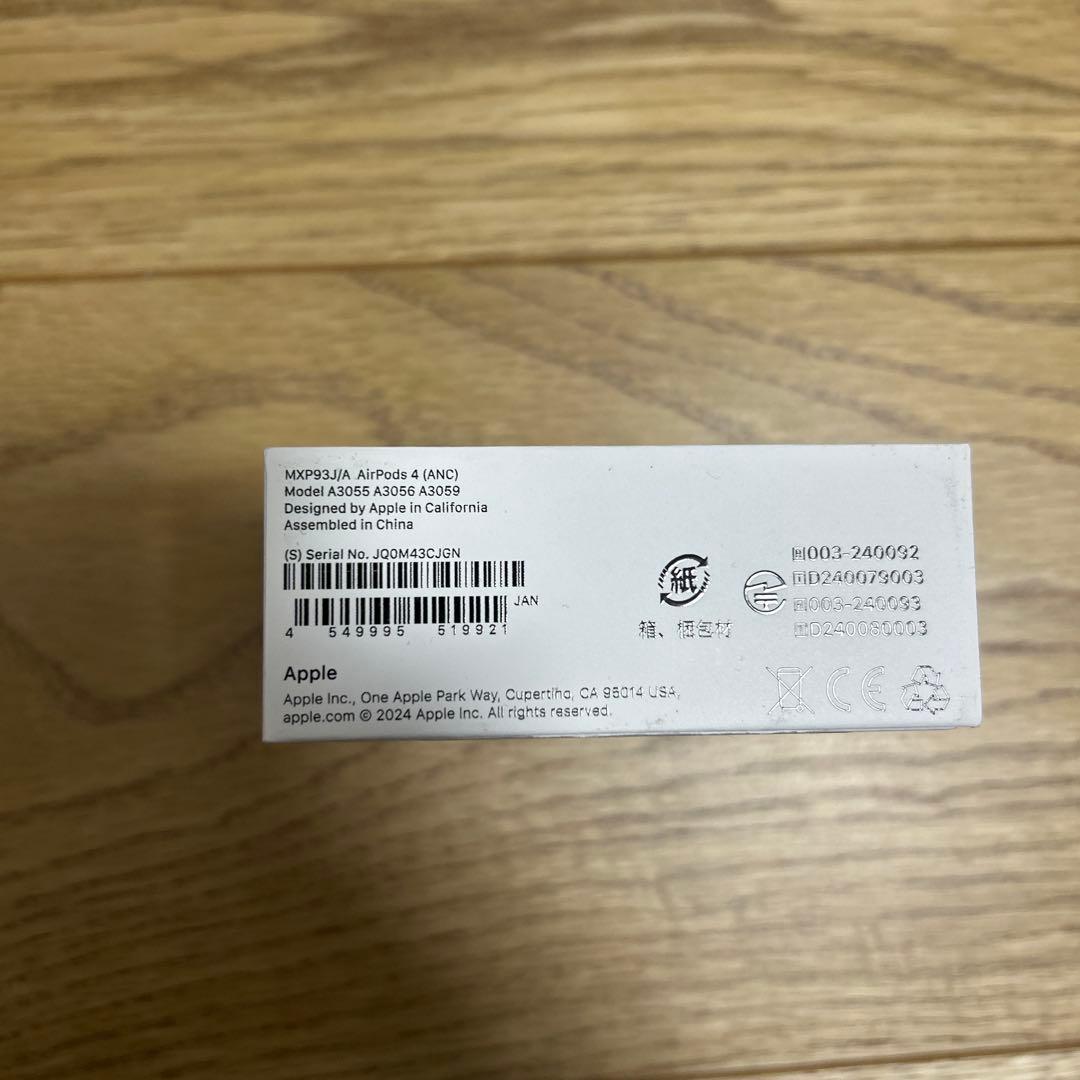 MXP93J/A AirPods 4 (ANC)
Model A3055 A3056 A3059
Designed by Apple in California
Assembled in China
(S) Serial No. JQ0M43CJGN
JAN
4 549995 519921
紙
箱、梱包材
R 003-240092
T D240079003
R 003-240093
T D240080003
Apple
Apple Inc., One Apple Park Way, Cupertino, CA 95014 USA,
apple.com © 2024 Apple Inc. All rights reserved.
CE